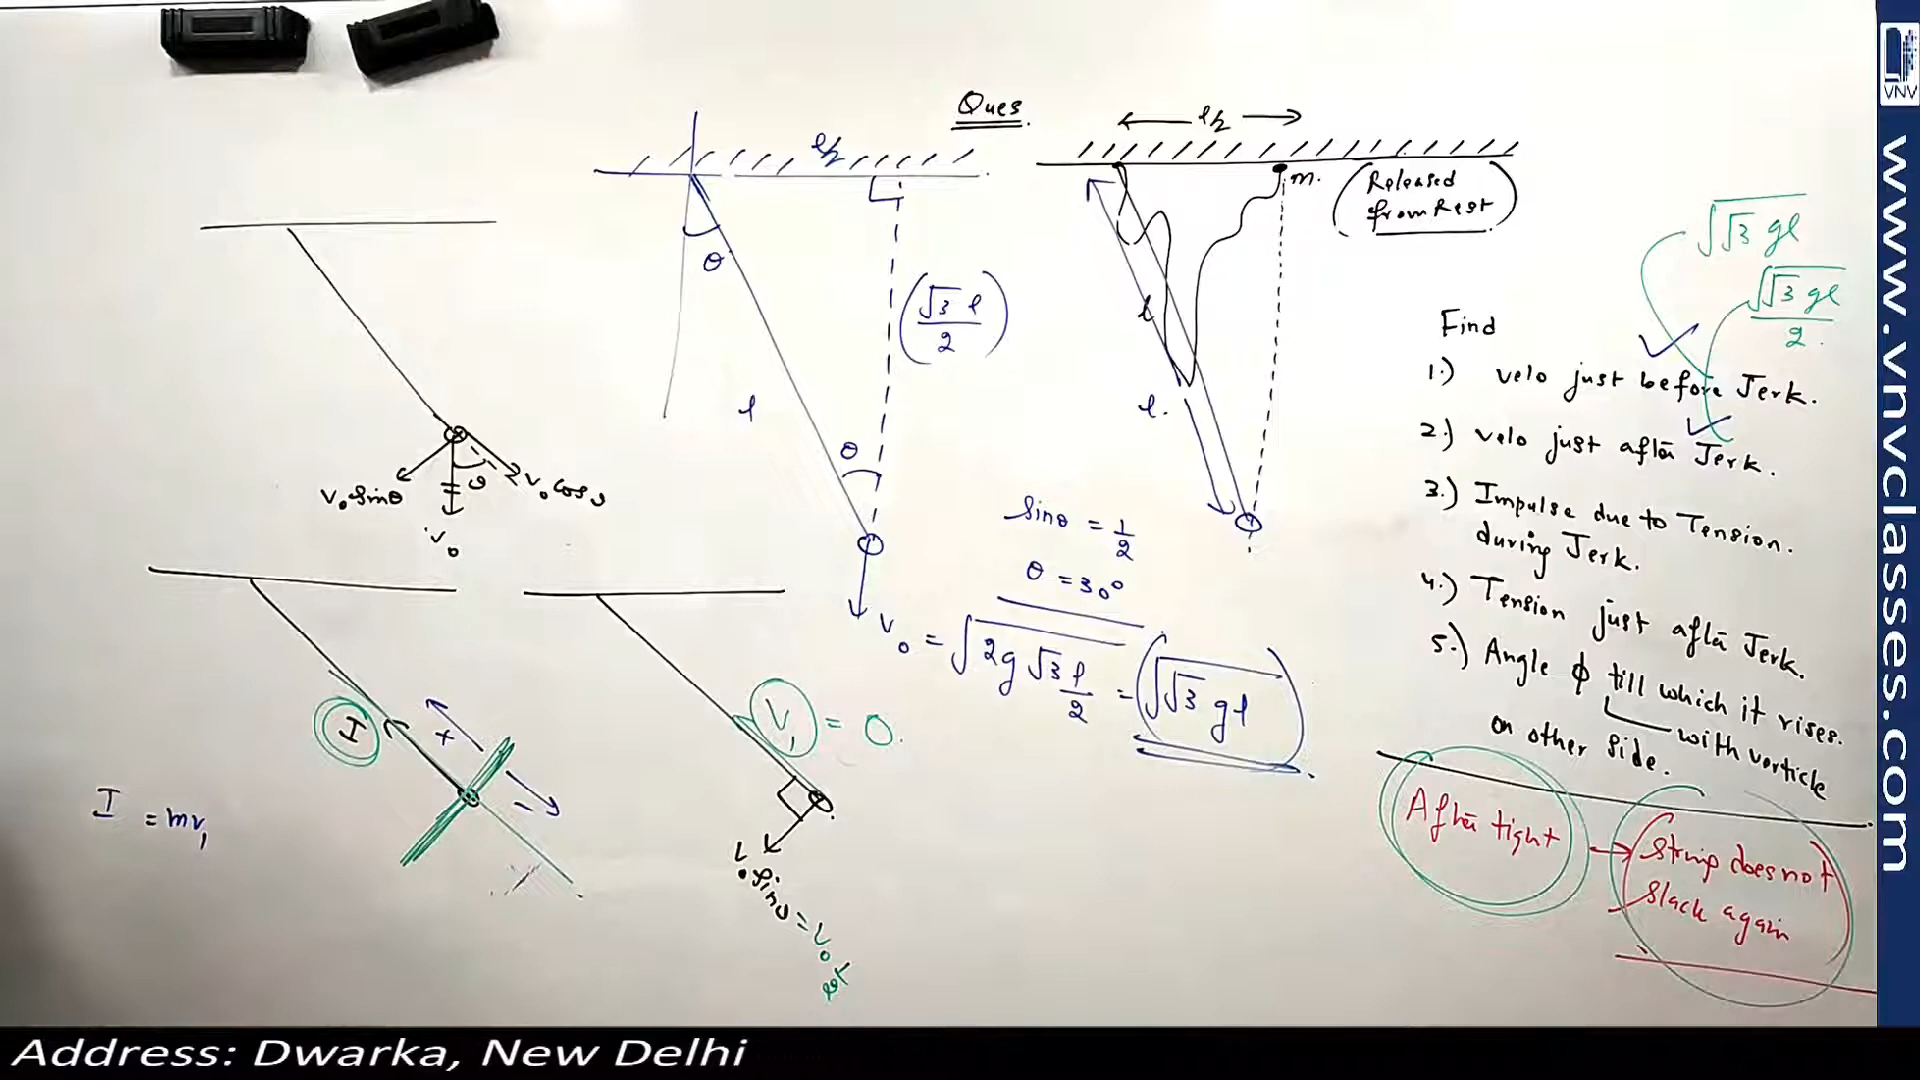 Ques.
l/2
m.
(Released
from Rest)
l
l.
l/2
θ
(√3 l / 2)
l
θ
v₀ = √(2g √3 l/2) = (√(√3 gl))
sinθ = 1/2
θ = 30°
v₀ sinθ
θ
v₀ cosθ
v₀
I
+
-
I = mv₁
V₁ = 0.
v₀ sinθ = v₀/2
√(√3 gl)
√(√3 gl) / 2.
Find
1.) velo just before Jerk.
2.) velo just after Jerk.
3.) Impulse due to Tension.
during Jerk.
4.) Tension just after Jerk.
5.) Angle ϕ till which it rises.
on other side.
with verticle
After tight → string does not
slack again
VNV
www.vnvclasses.com
Address: Dwarka, New Delhi